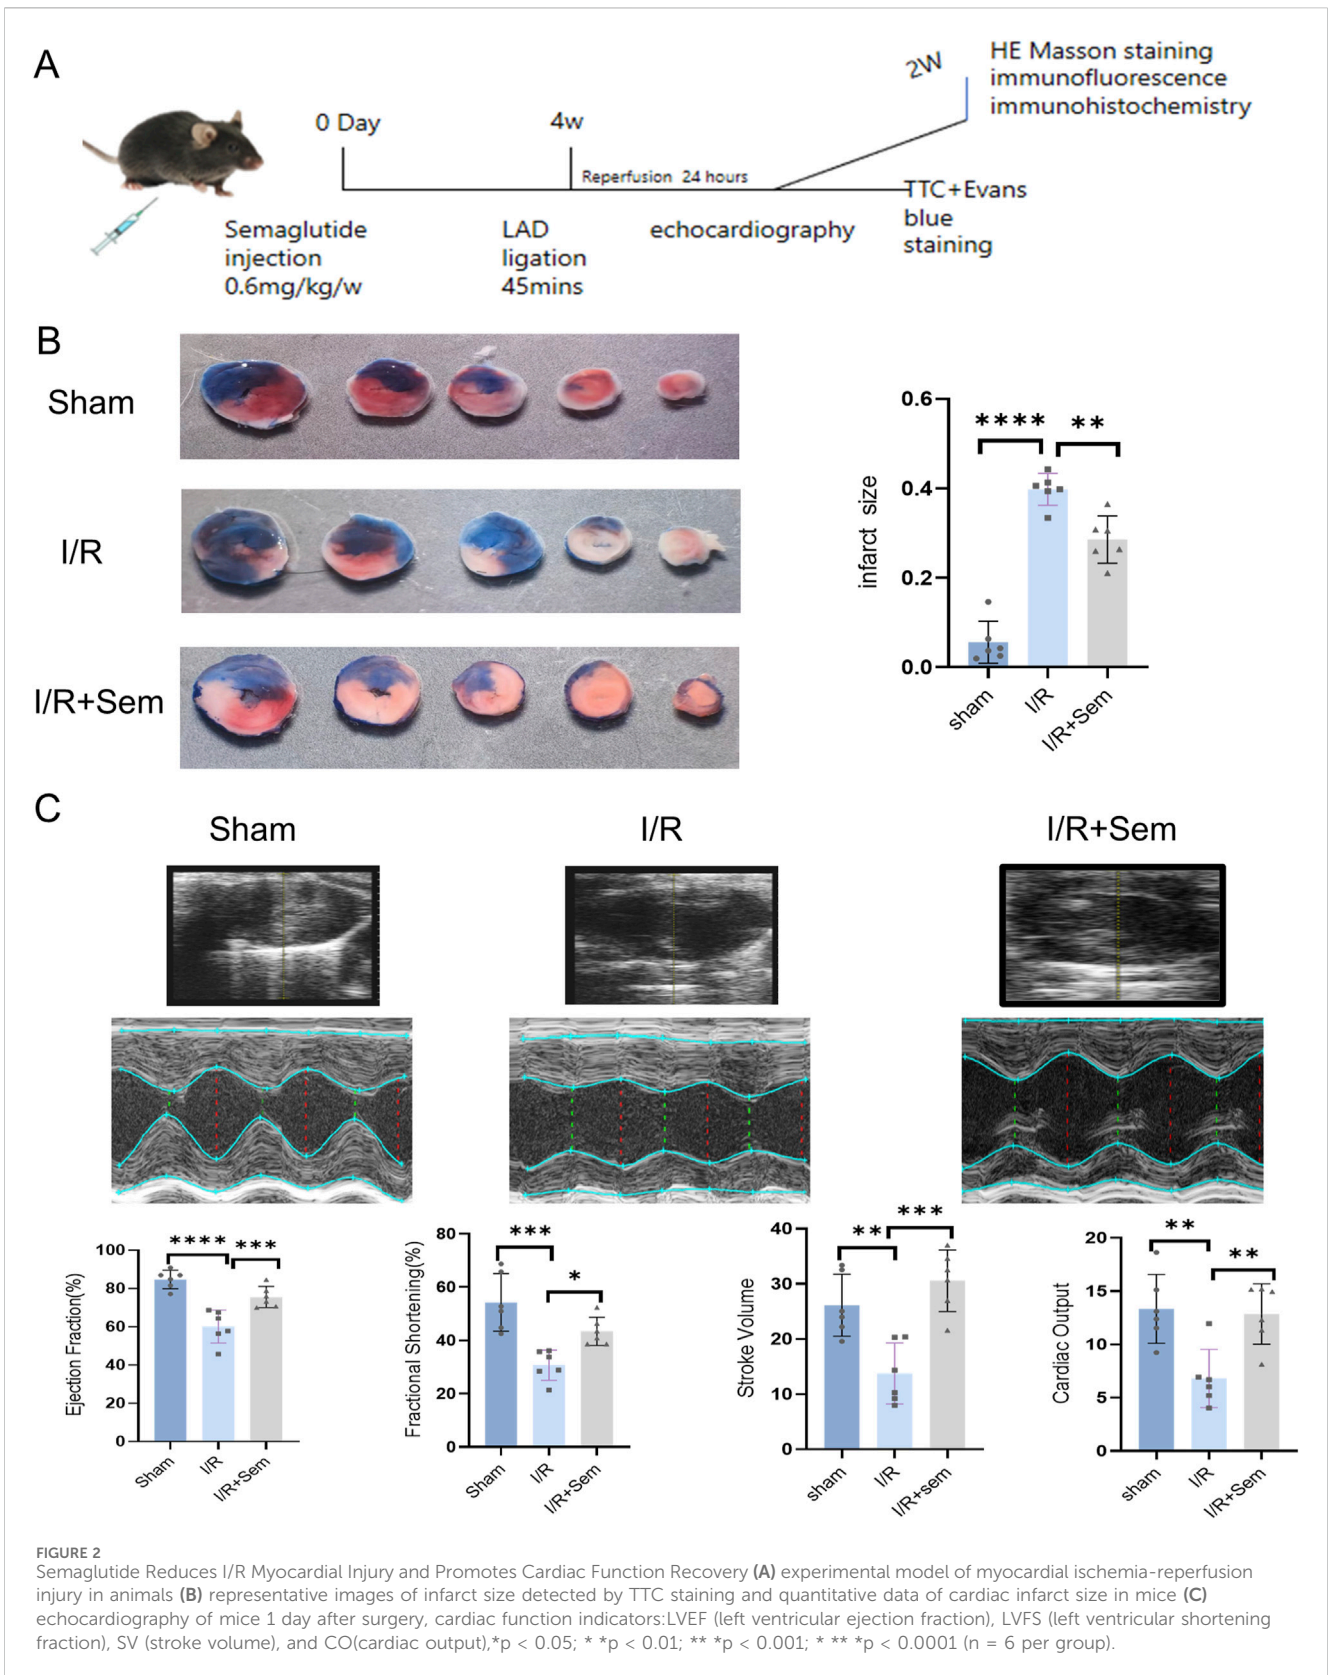 A
0 Day
4w
2W
HE Masson staining
immunofluorescence
immunohistochemistry
Reperfusion 24 hours
Semaglutide
injection
0.6mg/kg/w
LAD
ligation
45mins
echocardiography
TTC+Evans
blue
staining
B
Sham
I/R
I/R+Sem
infarct size
0.6
0.4
0.2
0.0
**** **
sham
I/R
I/R+Sem
C
Sham I/R I/R+Sem
Ejection Fraction(%)
100
80
60
40
20
0
**** ***
Sham
I/R
I/R+Sem
Fractional Shortening(%)
80
60
40
20
0
***
*
Sham
I/R
I/R+Sem
Stroke Volume
40
30
20
10
0
** ***
sham
I/R
I/R+sem
Cardiac Output
20
15
10
5
0
**
**
sham
I/R
I/R+Sem
FIGURE 2
Semaglutide Reduces I/R Myocardial Injury and Promotes Cardiac Function Recovery (A) experimental model of myocardial ischemia-reperfusion
injury in animals (B) representative images of infarct size detected by TTC staining and quantitative data of cardiac infarct size in mice (C)
echocardiography of mice 1 day after surgery, cardiac function indicators:LVEF (left ventricular ejection fraction), LVFS (left ventricular shortening
fraction), SV (stroke volume), and CO(cardiac output),*p < 0.05; * *p < 0.01; ** *p < 0.001; * ** *p < 0.0001 (n = 6 per group).